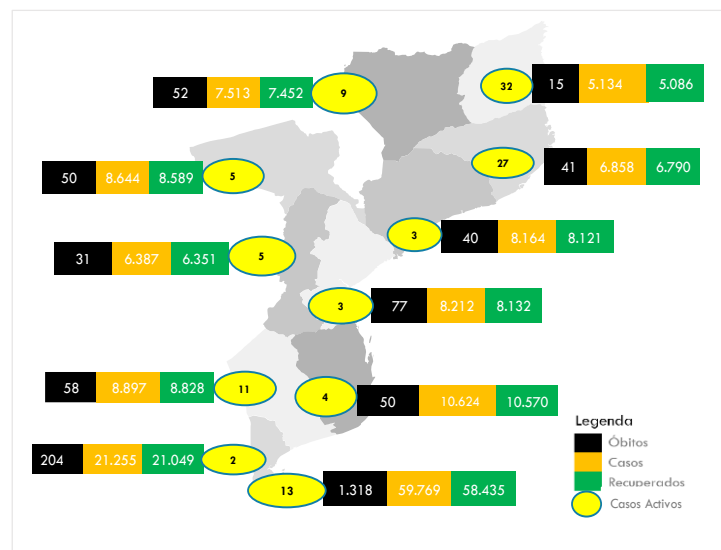 52 7.513 7.452 9
32 15 5.134 5.086
50 8.644 8.589 5
27 41 6.858 6.790
3 40 8.164 8.121
31 6.387 6.351 5
3 77 8.212 8.132
58 8.897 8.828 11
4 50 10.624 10.570
204 21.255 21.049 2
13 1.318 59.769 58.435
Legenda
Óbitos
Casos
Recuperados
Casos Activos